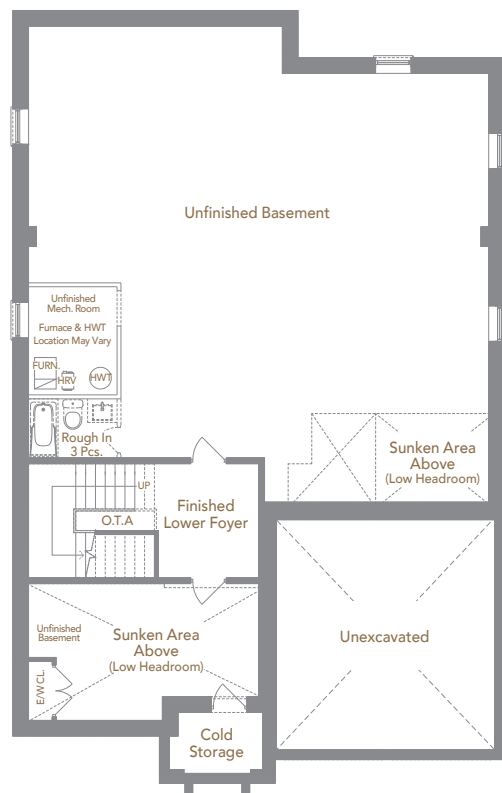 Unfinished Basement
Unfinished
Mech. Room
Furnace & HWT
Location May Vary
FURN.
HRV
HWT
Rough In
3 Pcs.
Sunken Area
Above
(Low Headroom)
UP
O.T.A
Finished
Lower Foyer
Unfinished
Basement
Sunken Area
Above
(Low Headroom)
E/W CL.
Unexcavated
Cold
Storage